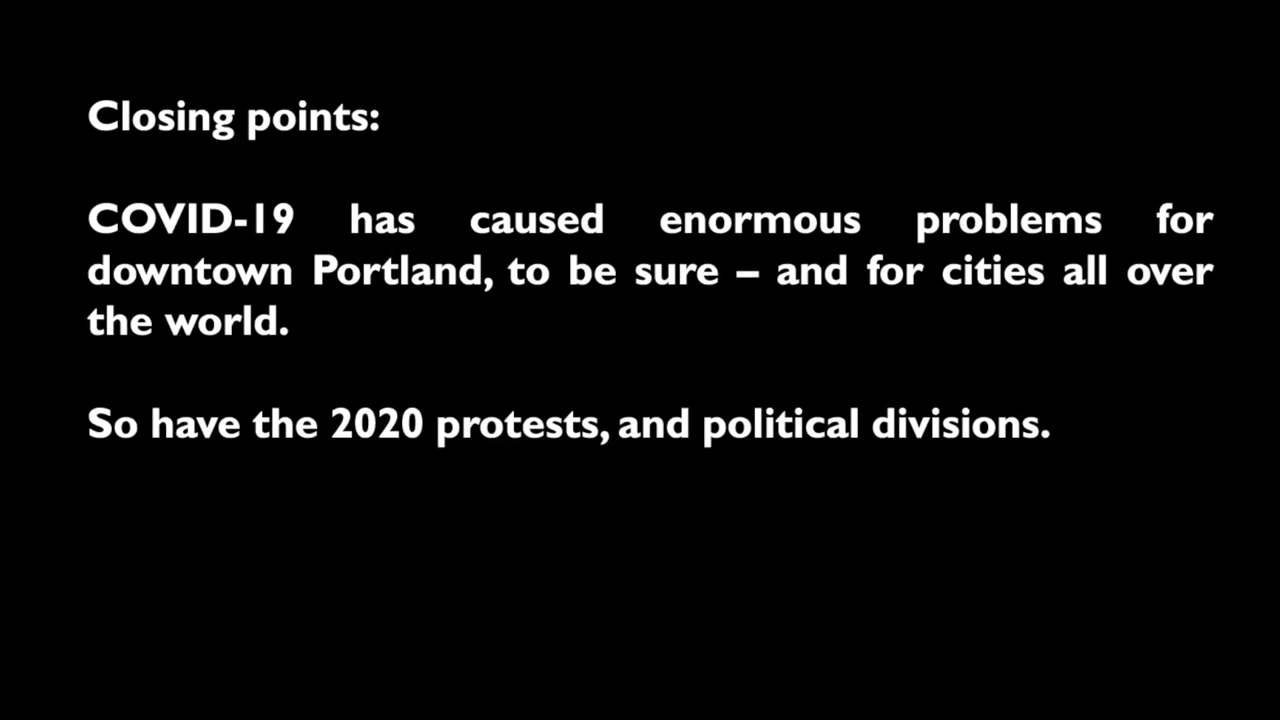 Closing points:
COVID-19 has caused enormous problems for
downtown Portland, to be sure – and for cities all over
the world.
So have the 2020 protests, and political divisions.